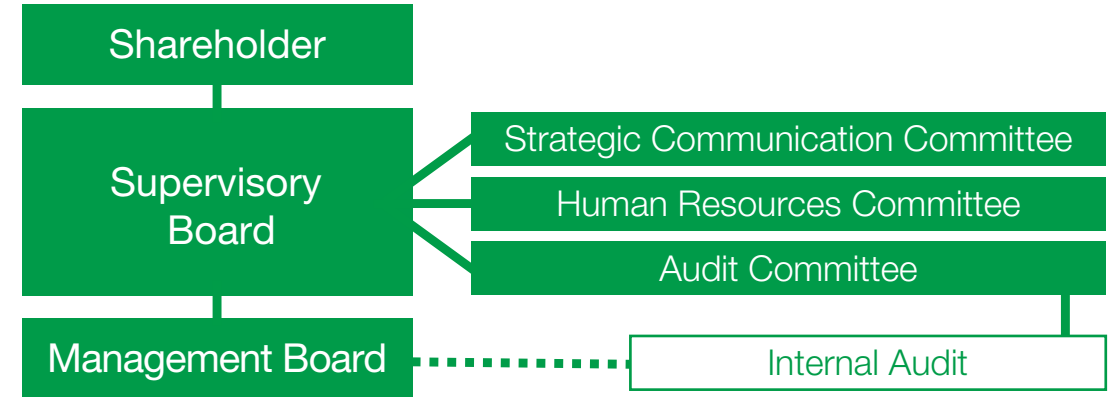 Shareholder
Supervisory
Board
Strategic Communication Committee
Human Resources Committee
Audit Committee
Management Board
Internal Audit